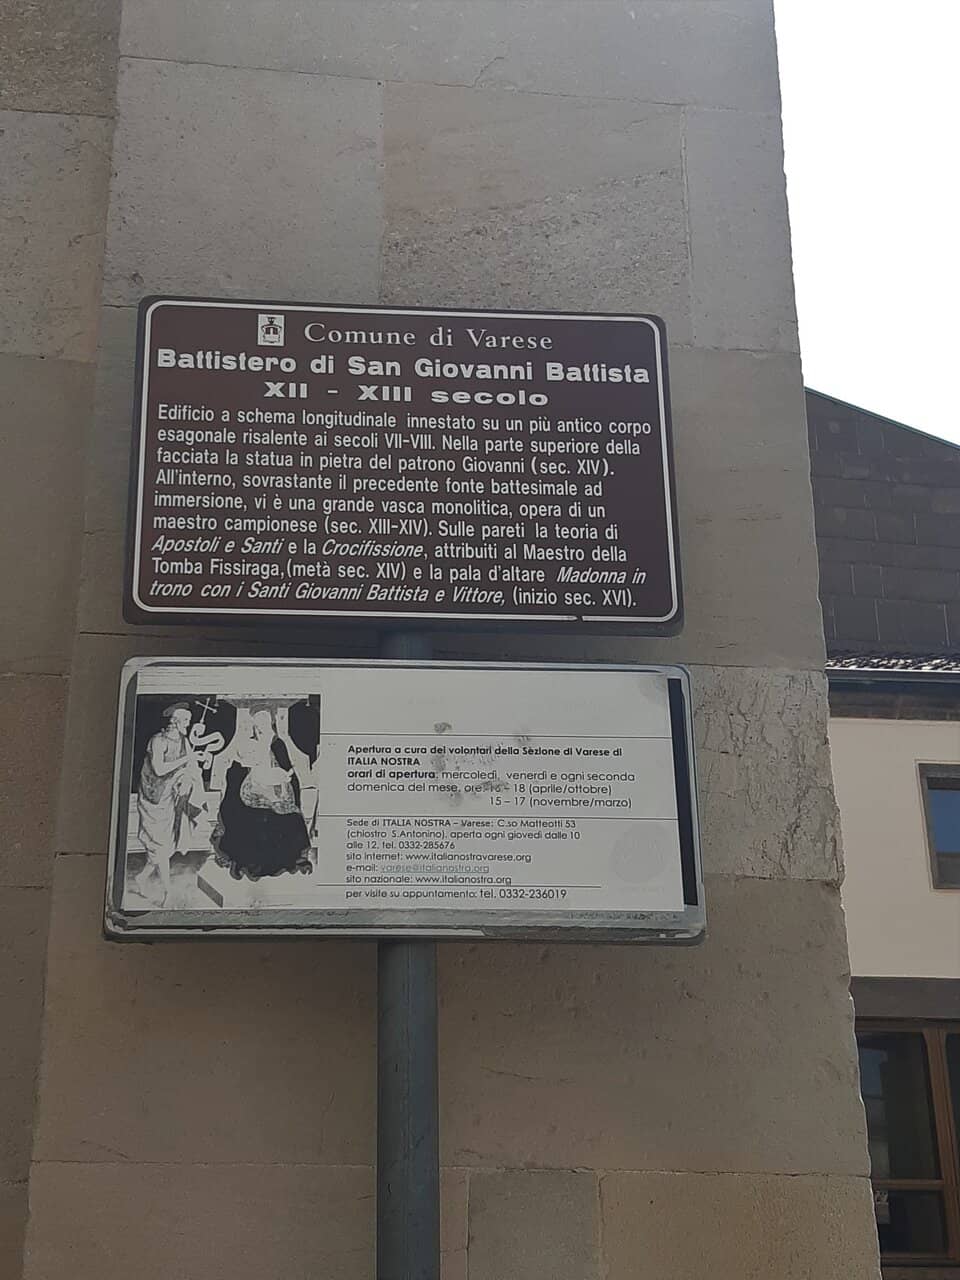 Comune di Varese
Battistero di San Giovanni Battista
XII - XIII secolo
Edificio a schema longitudinale innestato su un più antico corpo
esagonale risalente ai secoli VII-VIII. Nella parte superiore della
facciata la statua in pietra del patrono Giovanni (sec. XIV).
All'interno, sovrastante il precedente fonte battesimale ad
immersione, vi è una grande vasca monolitica, opera di un
maestro campionese (sec. XIII-XIV). Sulle pareti la teoria di
Apostoli e Santi e la Crocifissione, attribuiti al Maestro della
Tomba Fissiraga,(metà sec. XIV) e la pala d'altare Madonna in
trono con i Santi Giovanni Battista e Vittore, (inizio sec. XVI).
Apertura a cura dei volontari della Sezione di Varese di
ITALIA NOSTRA
orari di apertura: mercoledì, venerdì e ogni seconda
domenica del mese, ore 16 - 18 (aprile/ottobre)
15 – 17 (novembre/marzo)
Sede di ITALIA NOSTRA – Varese: C.so Matteotti 53
(chiostro S.Antonino), aperta ogni giovedì dalle 10
alle 12, tel. 0332-285676
sito internet: www.italianostravarese.org
e-mail: varese@italianostra.org
sito nazionale: www.italianostra.org
per visite su appuntamento: tel. 0332-236019